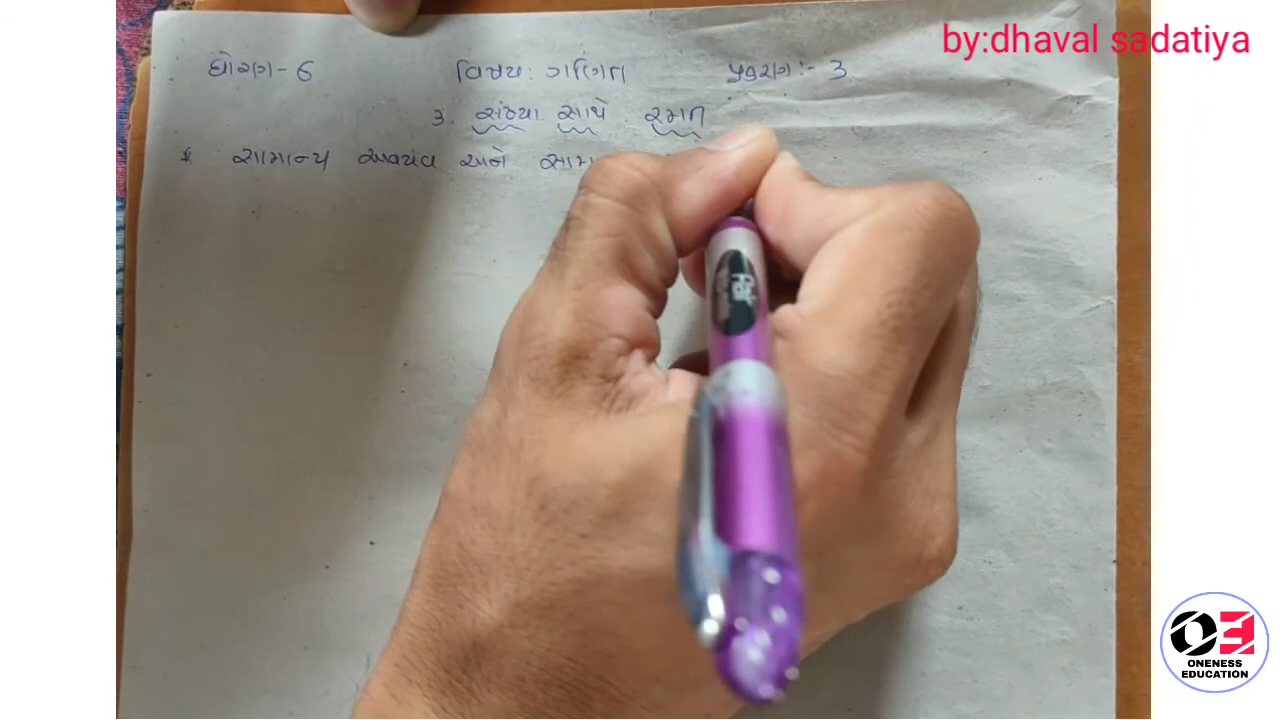 by:dhaval sadatiya
ધોરણ - 6 વિષય: ગણિત પ્રકરણ:- 3
3. સંખ્યા સાથે રમત
* સામાન્ય અવયવ અને
ONENESS
EDUCATION